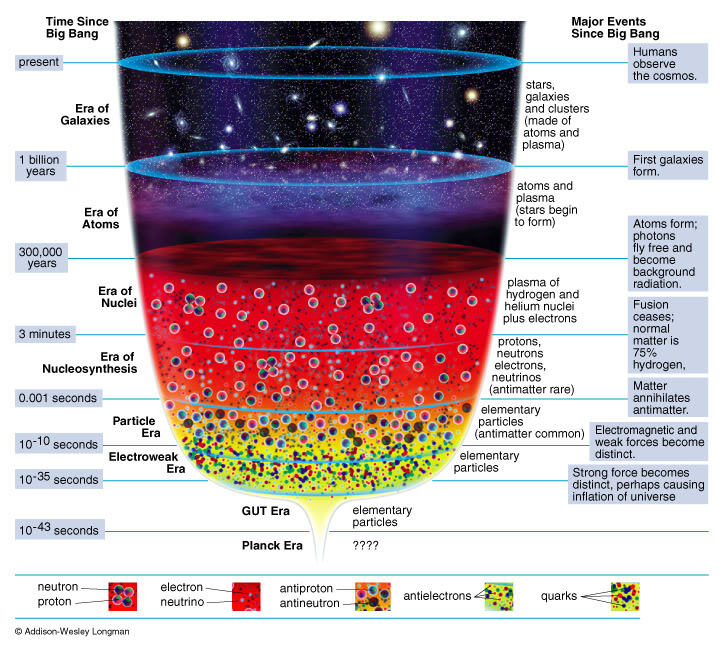 Time Since
Big Bang
Major Events
Since Big Bang
present
Humans
observe
the cosmos.
Era of
Galaxies
stars,
galaxies
and clusters
(made of
atoms and
plasma)
1 billion
years
First galaxies
form.
Era of
Atoms
atoms and
plasma
(stars begin
to form)
300,000
years
Atoms form;
photons
fly free and
become
background
radiation.
Era of
Nuclei
plasma of
hydrogen and
helium nuclei
plus electrons
3 minutes
Fusion
ceases;
normal
matter is
75%
hydrogen,
Era of
Nucleosynthesis
protons,
neutrons
electrons,
neutrinos
(antimatter rare)
0.001 seconds
Matter
annihilates
antimatter.
Particle
Era
elementary
particles
(antimatter common)
10⁻¹⁰ seconds
Electromagnetic and
weak forces become
distinct.
Electroweak
Era
elementary
particles
10⁻³⁵ seconds
Strong force becomes
distinct, perhaps causing
inflation of universe
GUT Era
elementary
particles
10⁻⁴³ seconds
Planck Era
????
neutron
proton
electron
neutrino
antiproton
antineutron
antielectrons
quarks
© Addison-Wesley Longman